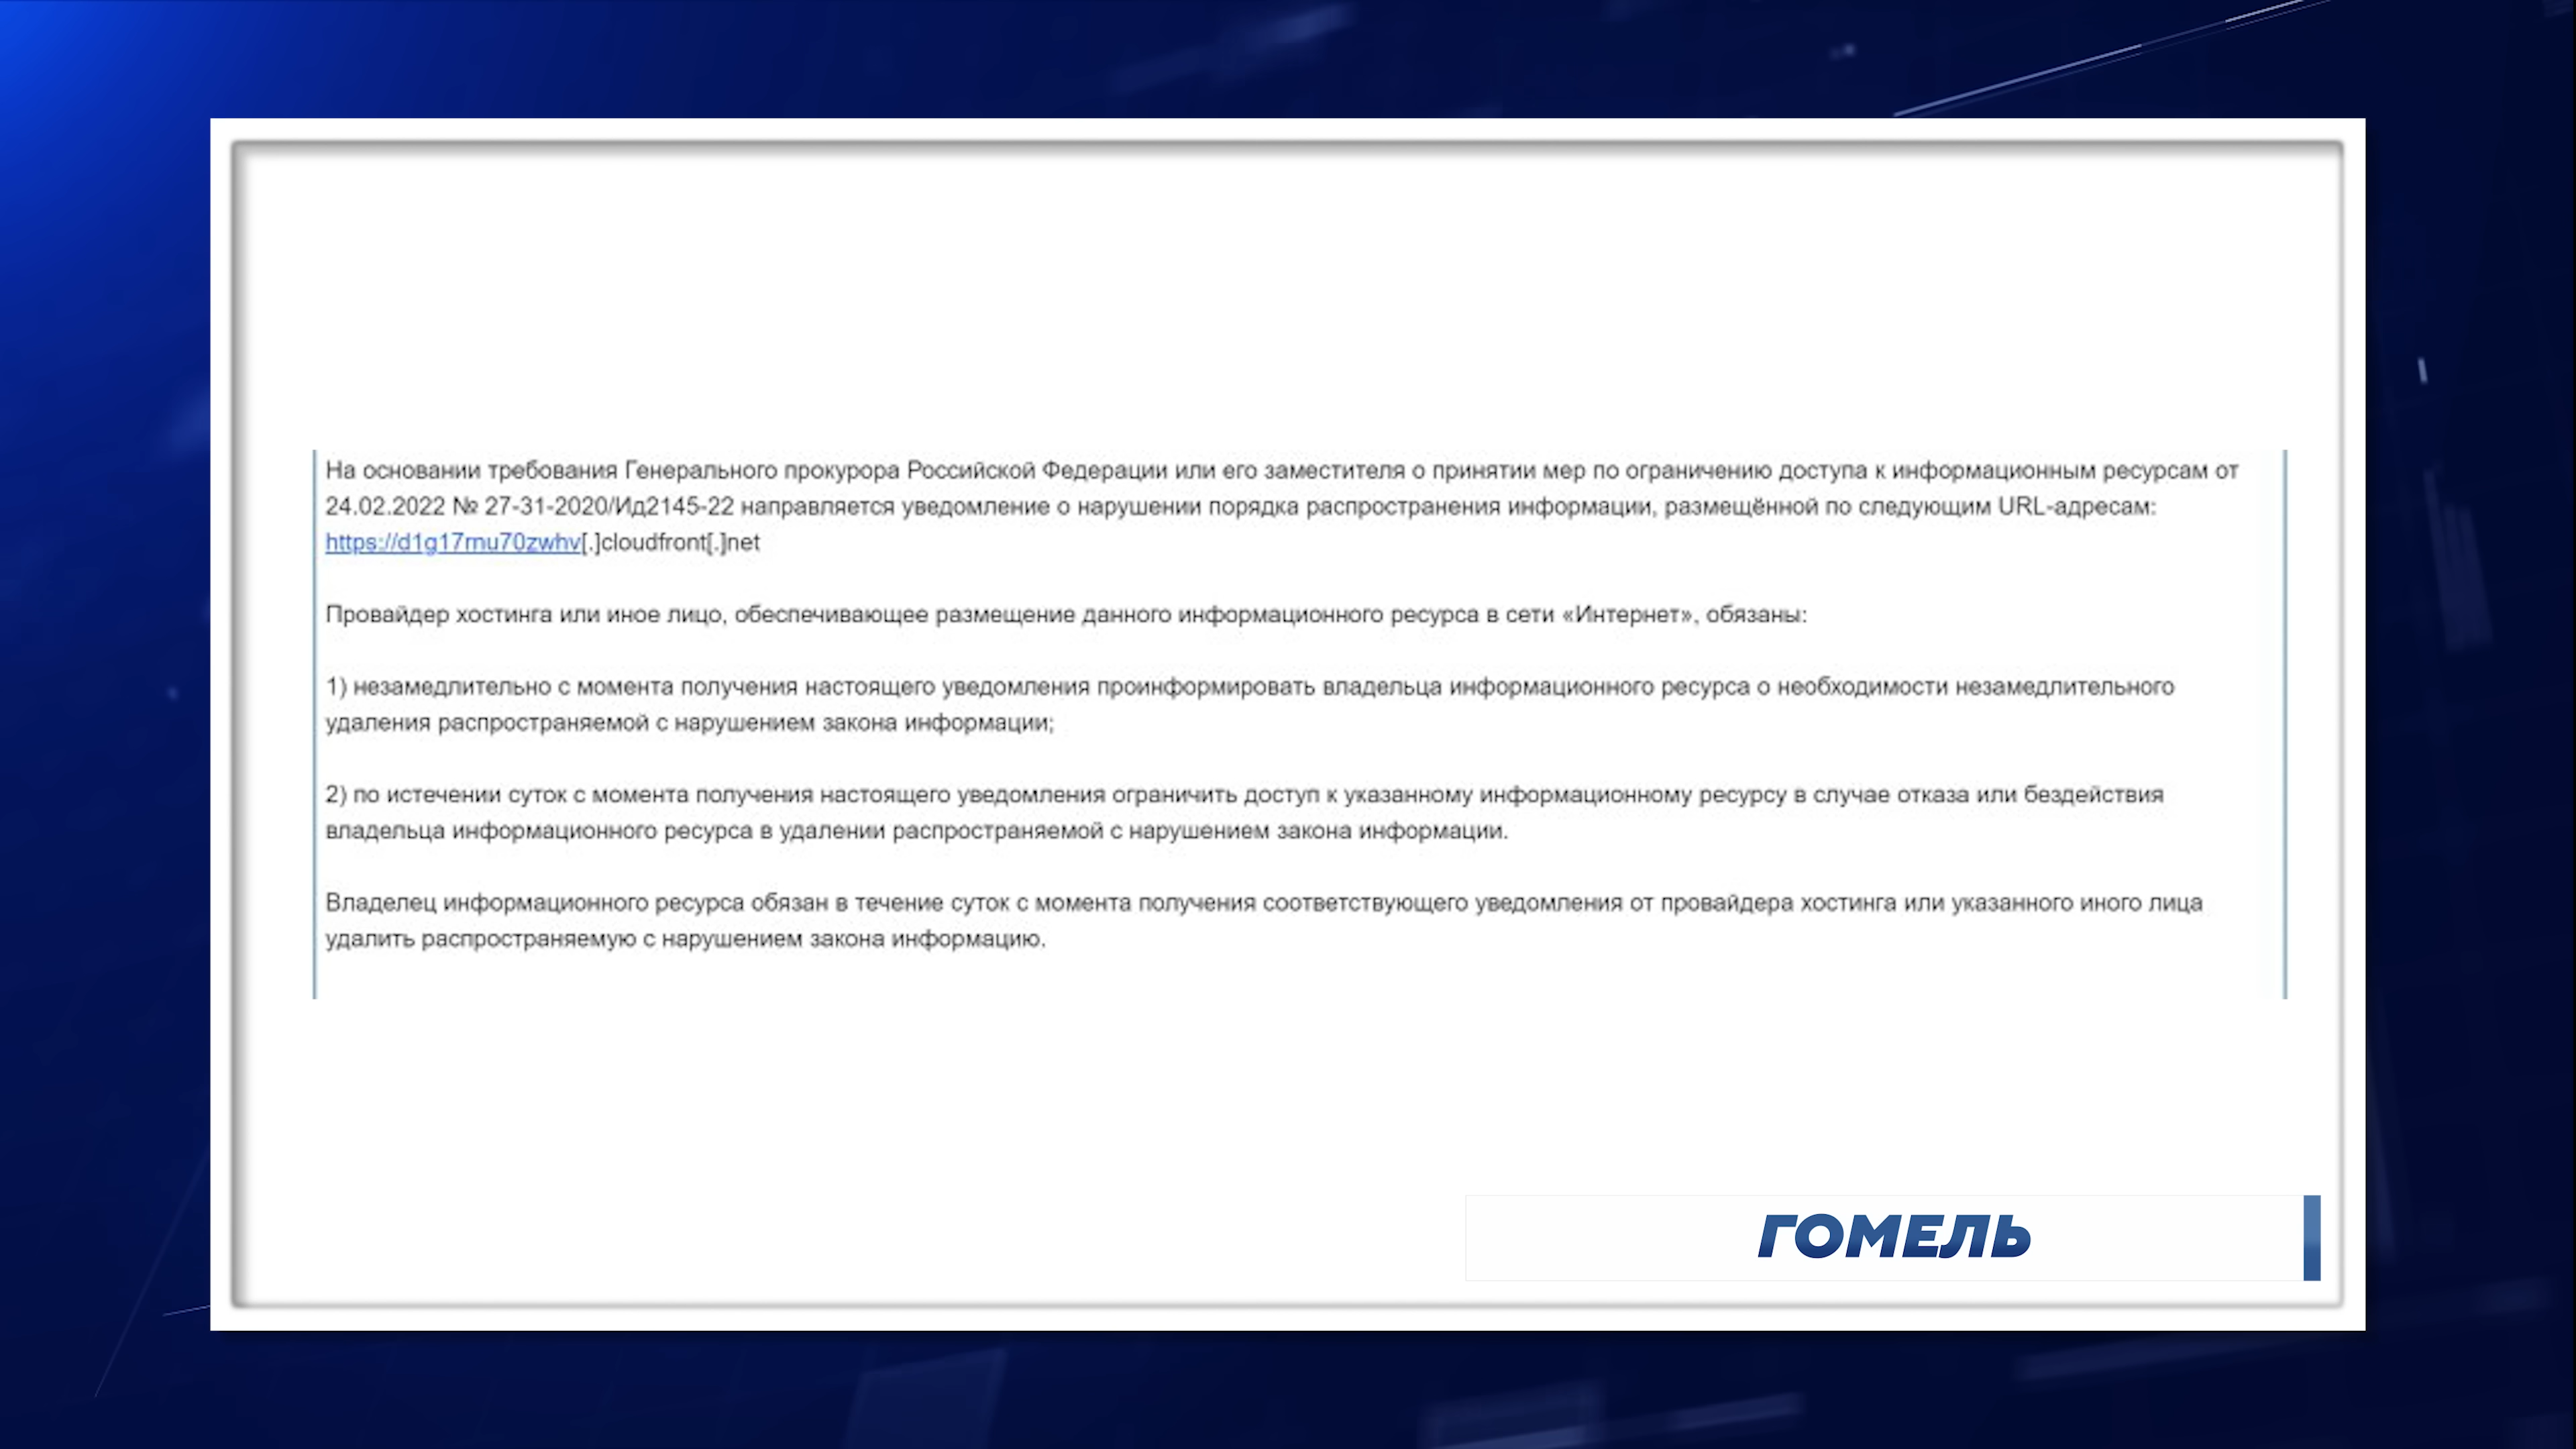 На основании требования Генерального прокурора Российской Федерации или его заместителя о принятии мер по ограничению доступа к информационным ресурсам от
24.02.2022 № 27-31-2020/Ид2145-22 направляется уведомление о нарушении порядка распространения информации, размещённой по следующим URL-адресам:
https://d1g17rnu70zwhv[.]cloudfront[.]net
Провайдер хостинга или иное лицо, обеспечивающее размещение данного информационного ресурса в сети «Интернет», обязаны:
1) незамедлительно с момента получения настоящего уведомления проинформировать владельца информационного ресурса о необходимости незамедлительного
удаления распространяемой с нарушением закона информации;
2) по истечении суток с момента получения настоящего уведомления ограничить доступ к указанному информационному ресурсу в случае отказа или бездействия
владельца информационного ресурса в удалении распространяемой с нарушением закона информации.
Владелец информационного ресурса обязан в течение суток с момента получения соответствующего уведомления от провайдера хостинга или указанного иного лица
удалить распространяемую с нарушением закона информацию.
ГОМЕЛЬ